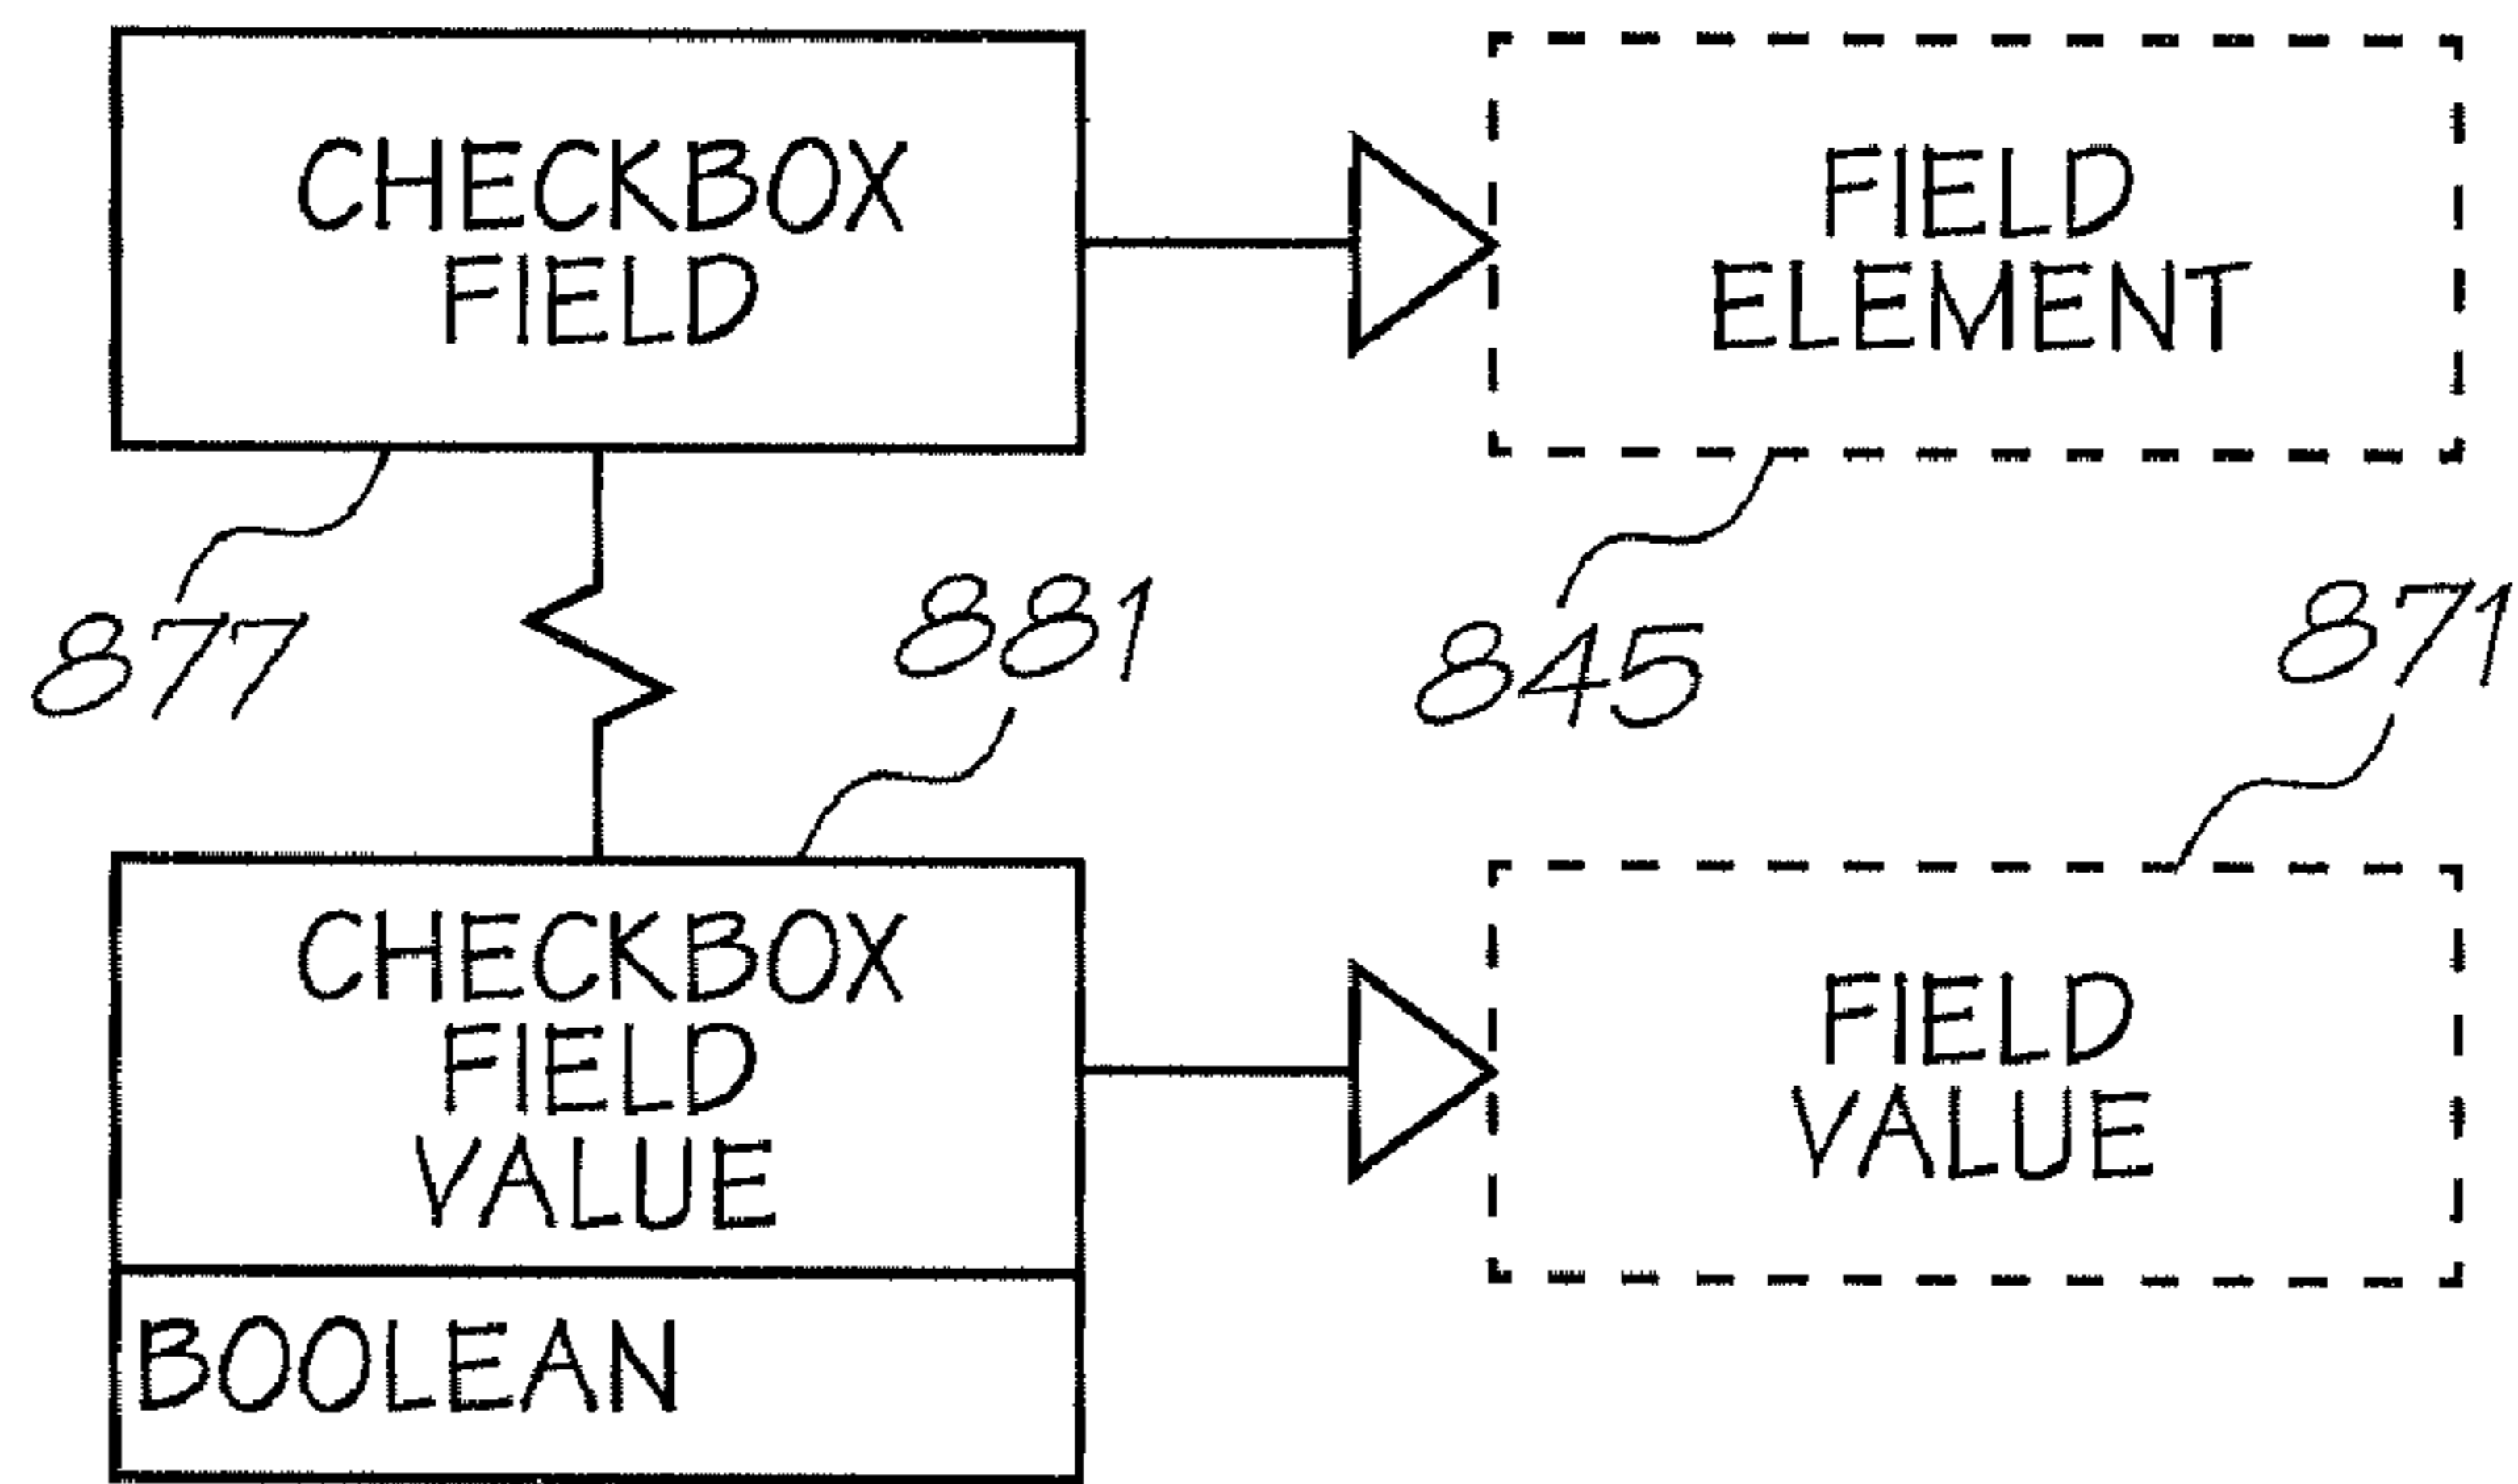 CHECKBOX
FIELD
FIELD
ELEMENT
877
881
845
871
CHECKBOX
FIELD
VALUE
FIELD
VALUE
BOOLEAN